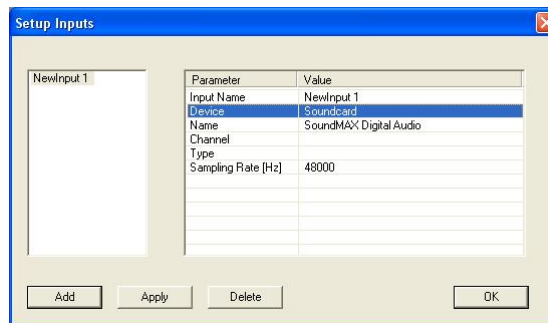 Setup Inputs
NewInput 1
Parameter Value
Input Name NewInput 1
Device Soundcard
Name SoundMAX Digital Audio
Channel
Type
Sampling Rate [Hz] 48000
Add Apply Delete OK